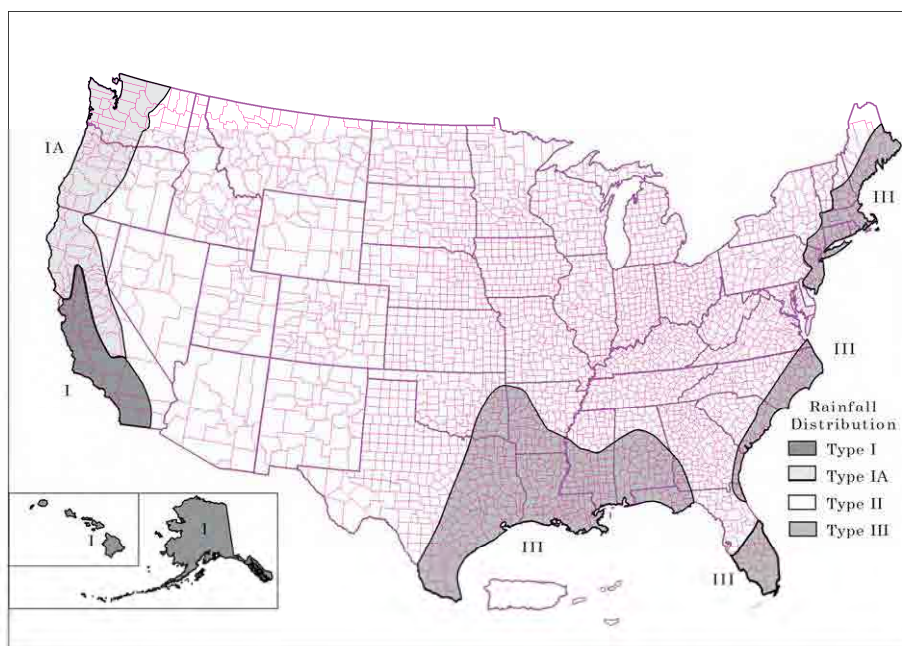 IA
III
III
I
Rainfall
Distribution
Type I
Type IA
Type II
Type III
I
I
III
III